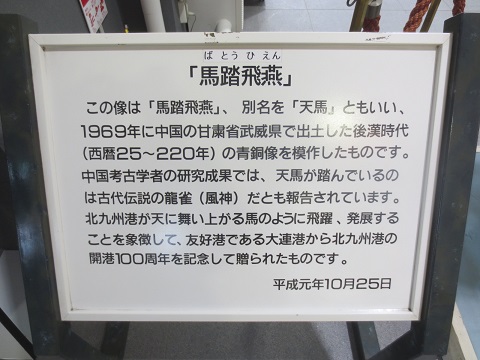 ばとうひえん
「馬踏飛燕」
この像は「馬踏飛燕」、別名を「天馬」ともいい、
1969年に中国の甘粛省武威県で出土した後漢時代
(西暦25～220年)の青銅像を模作したものです。
中国考古学者の研究成果では、天馬が踏んでいるの
は古代伝説の龍雀(風神)だとも報告されています。
北九州港が天に舞い上がる馬のように飛躍、発展する
ことを象徴して、友好港である大連港から北九州港の
開港100周年を記念して贈られたものです。
平成元年10月25日